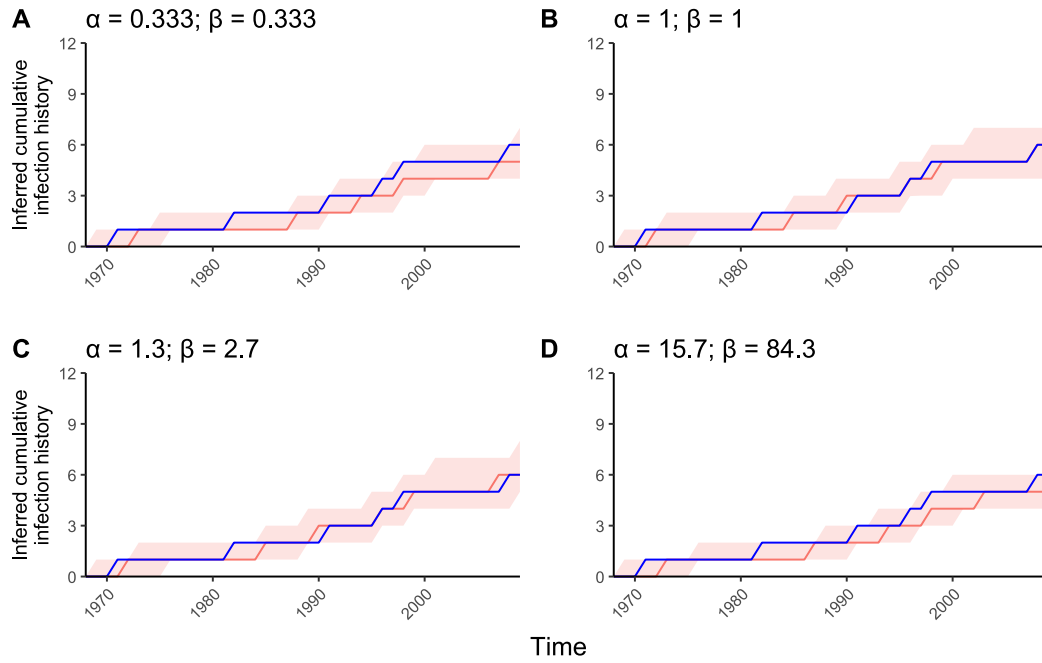 A
α = 0.333; β = 0.333
Inferred cumulative
infection history
12
9
6
3
0
1970
1980
1990
2000
B
α = 1; β = 1
12
9
6
3
0
1970
1980
1990
2000
C
α = 1.3; β = 2.7
Inferred cumulative
infection history
12
9
6
3
0
1970
1980
1990
2000
D
α = 15.7; β = 84.3
12
9
6
3
0
1970
1980
1990
2000
Time